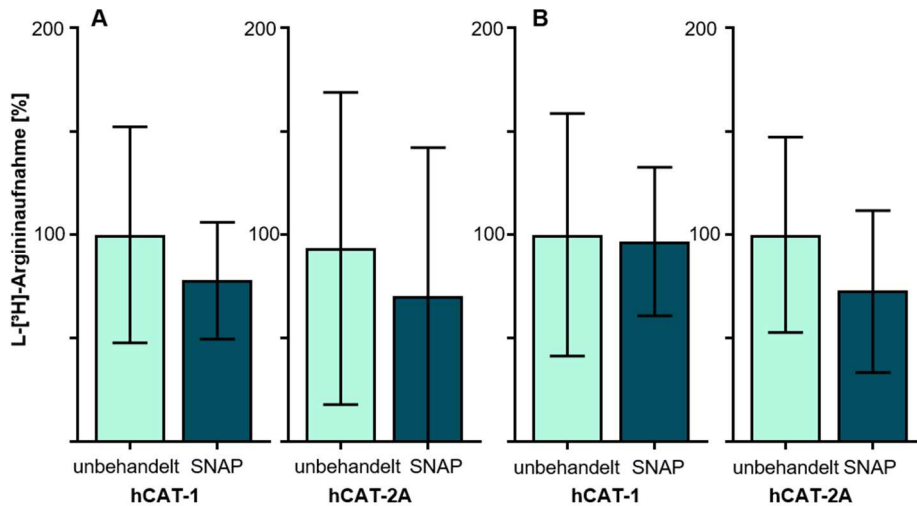 A
B
L-[³H]-Argininaufnahme [%]
200
100
200
100
200
100
200
100
unbehandelt SNAP
hCAT-1
unbehandelt SNAP
hCAT-2A
unbehandelt SNAP
hCAT-1
unbehandelt SNAP
hCAT-2A